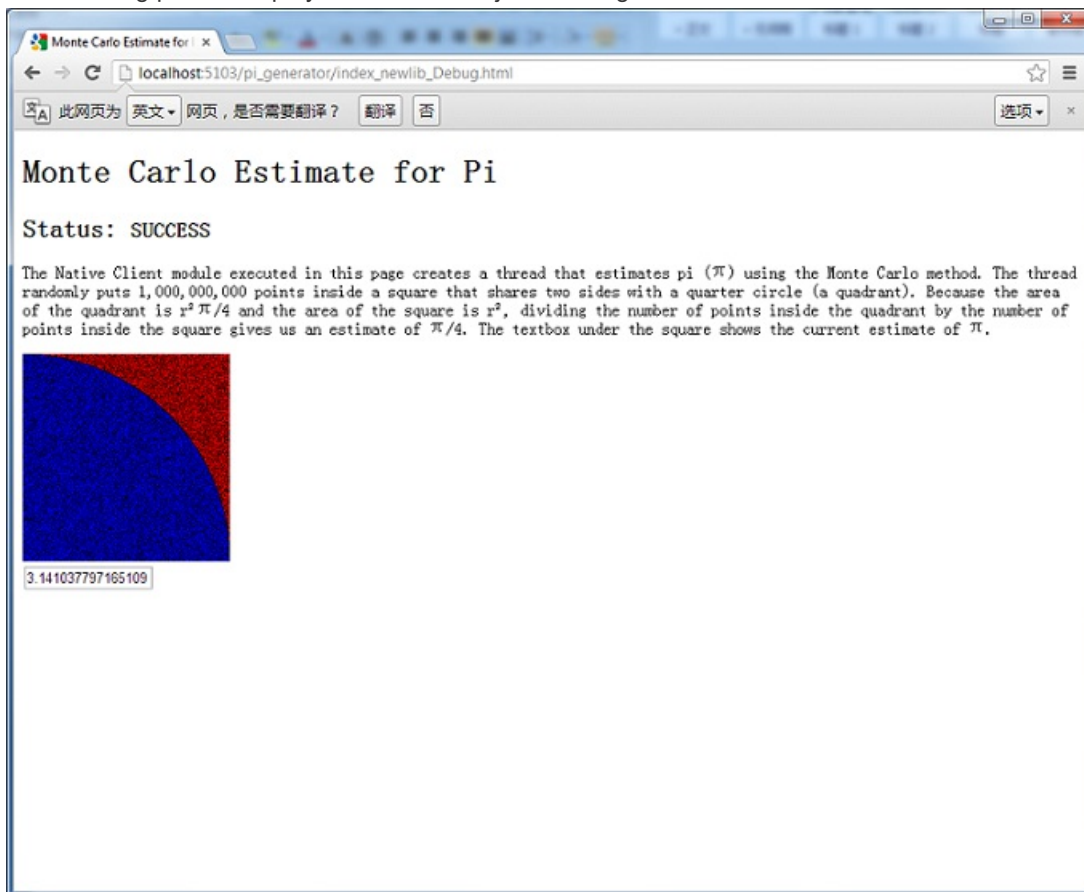 Monte Carlo Estimate for
localhost:5103/pi_generator/index_newlib_Debug.html
此网页为 英文 网页，是否需要翻译？ 翻译 否 选项
Monte Carlo Estimate for Pi
Status: SUCCESS
The Native Client module executed in this page creates a thread that estimates pi (π) using the Monte Carlo method. The thread
randomly puts 1,000,000,000 points inside a square that shares two sides with a quarter circle (a quadrant). Because the area
of the quadrant is r²π/4 and the area of the square is r², dividing the number of points inside the quadrant by the number of
points inside the square gives us an estimate of π/4. The textbox under the square shows the current estimate of π.
3.141037797165109